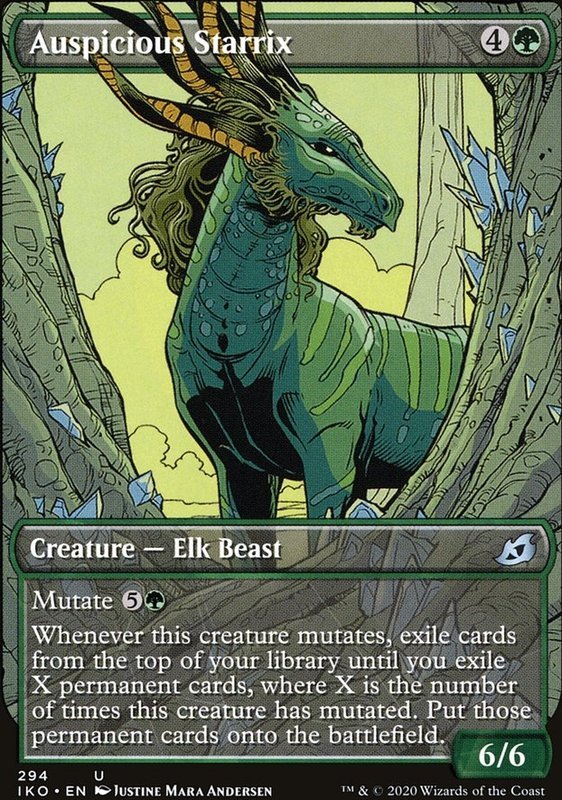 Auspicious Starrix 4
Creature — Elk Beast
Mutate 5
Whenever this creature mutates, exile cards
from the top of your library until you exile
X permanent cards, where X is the number
of times this creature has mutated. Put those
permanent cards onto the battlefield.
6/6
294 U
IKO • EN Justine Mara Andersen ™ & © 2020 Wizards of the Coast